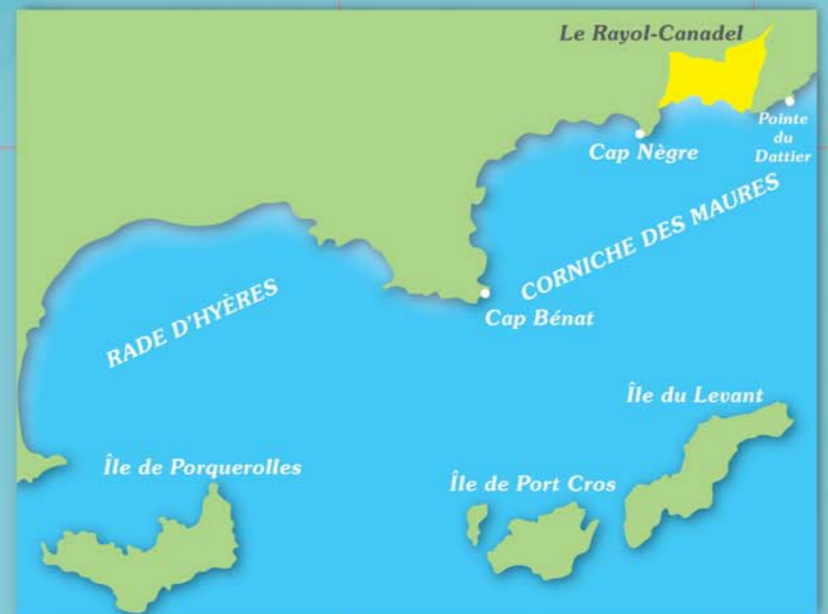 Le Rayol-Canadel
Pointe
du
Dattier
Cap Nègre
CORNICHE DES MAURES
RADE D'HYÈRES
Cap Bénat
Île du Levant
Île de Porquerolles
Île de Port Cros